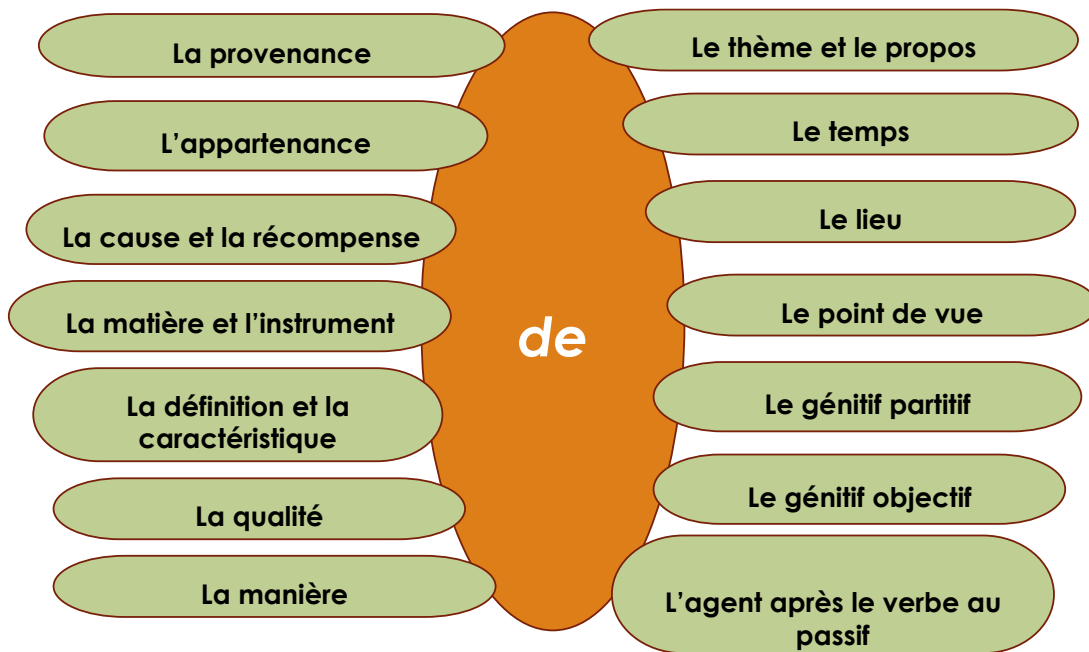 La provenance
L'appartenance
La cause et la récompense
La matière et l'instrument
La définition et la
caractéristique
La qualité
La manière
de
Le thème et le propos
Le temps
Le lieu
Le point de vue
Le génitif partitif
Le génitif objectif
L'agent après le verbe au
passif